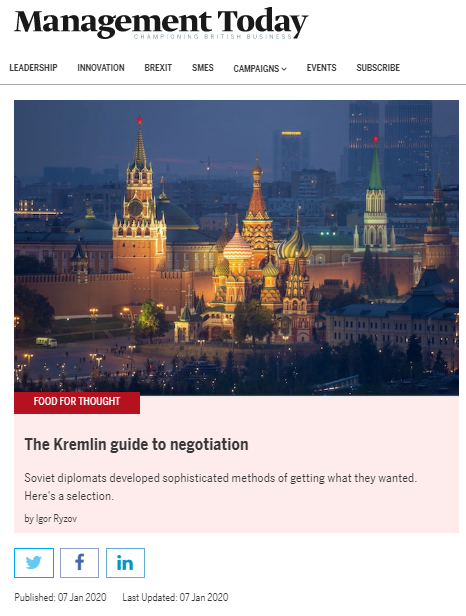 Management Today
CHAMPIONING BRITISH BUSINESS
LEADERSHIP INNOVATION BREXIT SMES CAMPAIGNS EVENTS SUBSCRIBE
FOOD FOR THOUGHT
The Kremlin guide to negotiation
Soviet diplomats developed sophisticated methods of getting what they wanted.
Here's a selection.
by Igor Ryzov
f in
Published: 07 Jan 2020 Last Updated: 07 Jan 2020